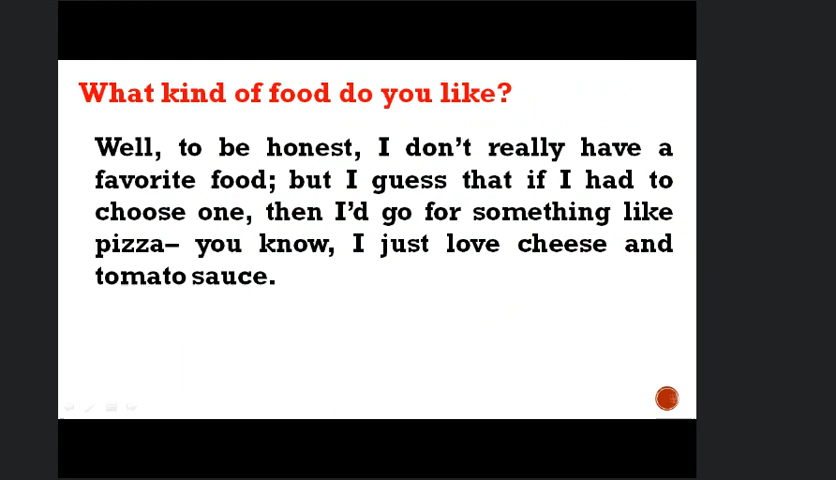 What kind of food do you like?
Well, to be honest, I don’t really have a
favorite food; but I guess that if I had to
choose one, then I’d go for something like
pizza– you know, I just love cheese and
tomato sauce.